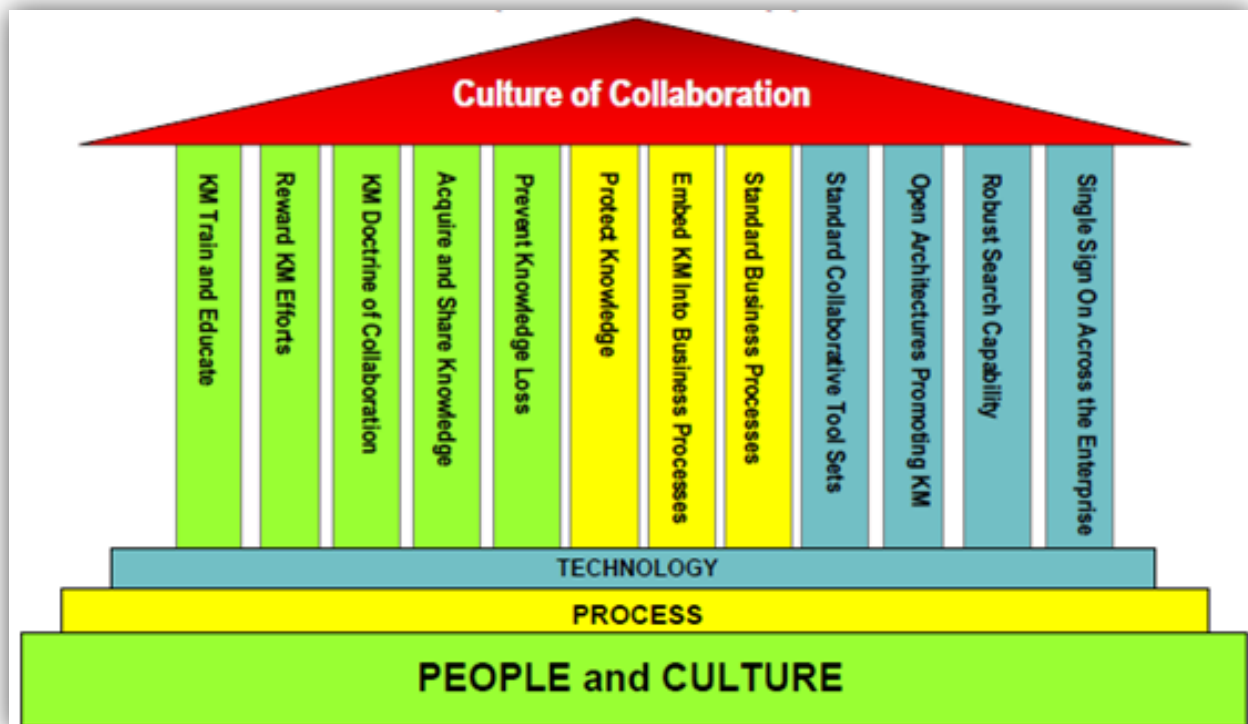 Culture of Collaboration
KM Train and Educate
Reward KM Efforts
KM Doctrine of Collaboration
Acquire and Share Knowledge
Prevent Knowledge Loss
Protect Knowledge
Embed KM Into Business Processes
Standard Business Processes
Standard Collaborative Tool Sets
Open Architectures Promoting KM
Robust Search Capability
Single Sign On Across the Enterprise
TECHNOLOGY
PROCESS
PEOPLE and CULTURE